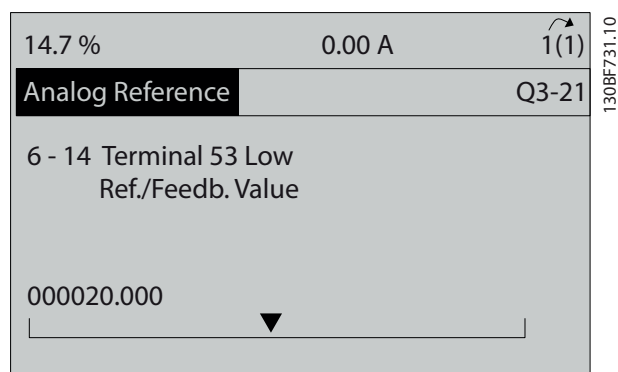 14.7 % 0.00 A 1(1)
Analog Reference Q3-21
6 - 14 Terminal 53 Low
Ref./Feedb. Value
000020.000
130BF731.10